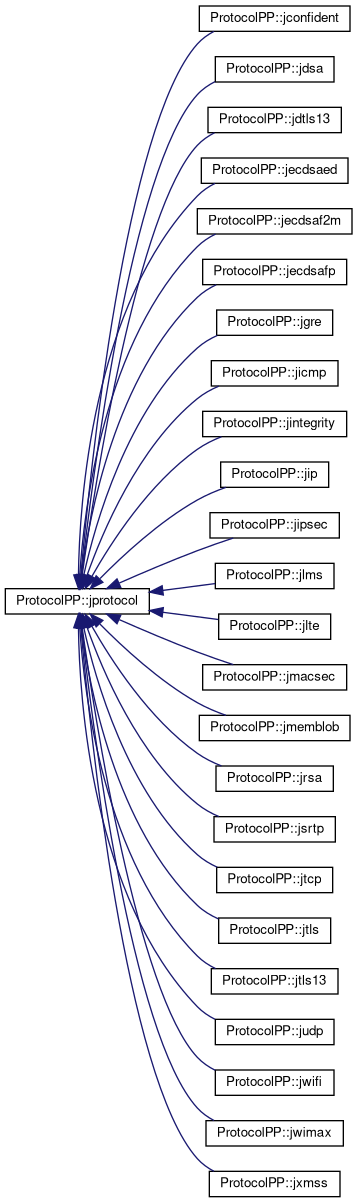 ProtocolPP::jconfident
ProtocolPP::jdsa
ProtocolPP::jdtls13
ProtocolPP::jecdsaed
ProtocolPP::jecdsaf2m
ProtocolPP::jecdsafp
ProtocolPP::jgre
ProtocolPP::jicmp
ProtocolPP::jintegrity
ProtocolPP::jip
ProtocolPP::jipsec
ProtocolPP::jlms
ProtocolPP::jprotocol
ProtocolPP::jlte
ProtocolPP::jmacsec
ProtocolPP::jmemblob
ProtocolPP::jrsa
ProtocolPP::jsrtp
ProtocolPP::jtcp
ProtocolPP::jtls
ProtocolPP::jtls13
ProtocolPP::judp
ProtocolPP::jwifi
ProtocolPP::jwimax
ProtocolPP::jxmss